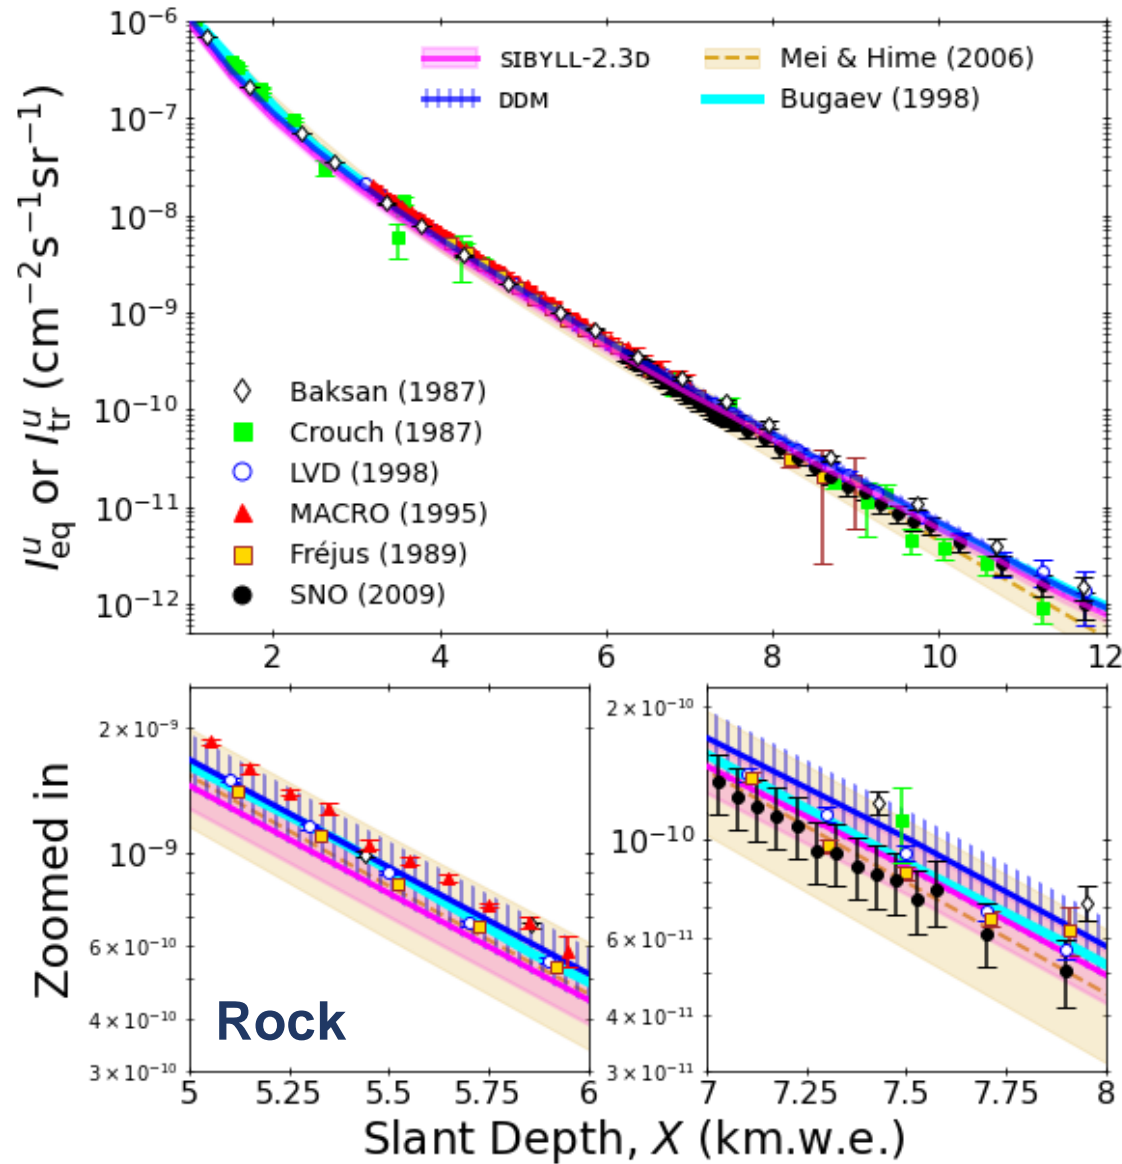 10⁻⁶
10⁻⁷
10⁻⁸
10⁻⁹
10⁻¹⁰
10⁻¹¹
10⁻¹²
Iᵘeq or Iᵘtr (cm⁻²s⁻¹sr⁻¹)
SIBYLL-2.3D
DDM
Mei & Hime (2006)
Bugaev (1998)
Baksan (1987)
Crouch (1987)
LVD (1998)
MACRO (1995)
Fréjus (1989)
SNO (2009)
2 4 6 8 10 12
Zoomed in
2 × 10⁻⁹
10⁻⁹
6 × 10⁻¹⁰
4 × 10⁻¹⁰
3 × 10⁻¹⁰
Rock
5 5.25 5.5 5.75 6
2 × 10⁻¹⁰
10⁻¹⁰
6 × 10⁻¹¹
4 × 10⁻¹¹
3 × 10⁻¹¹
7 7.25 7.5 7.75 8
Slant Depth, X (km.w.e.)